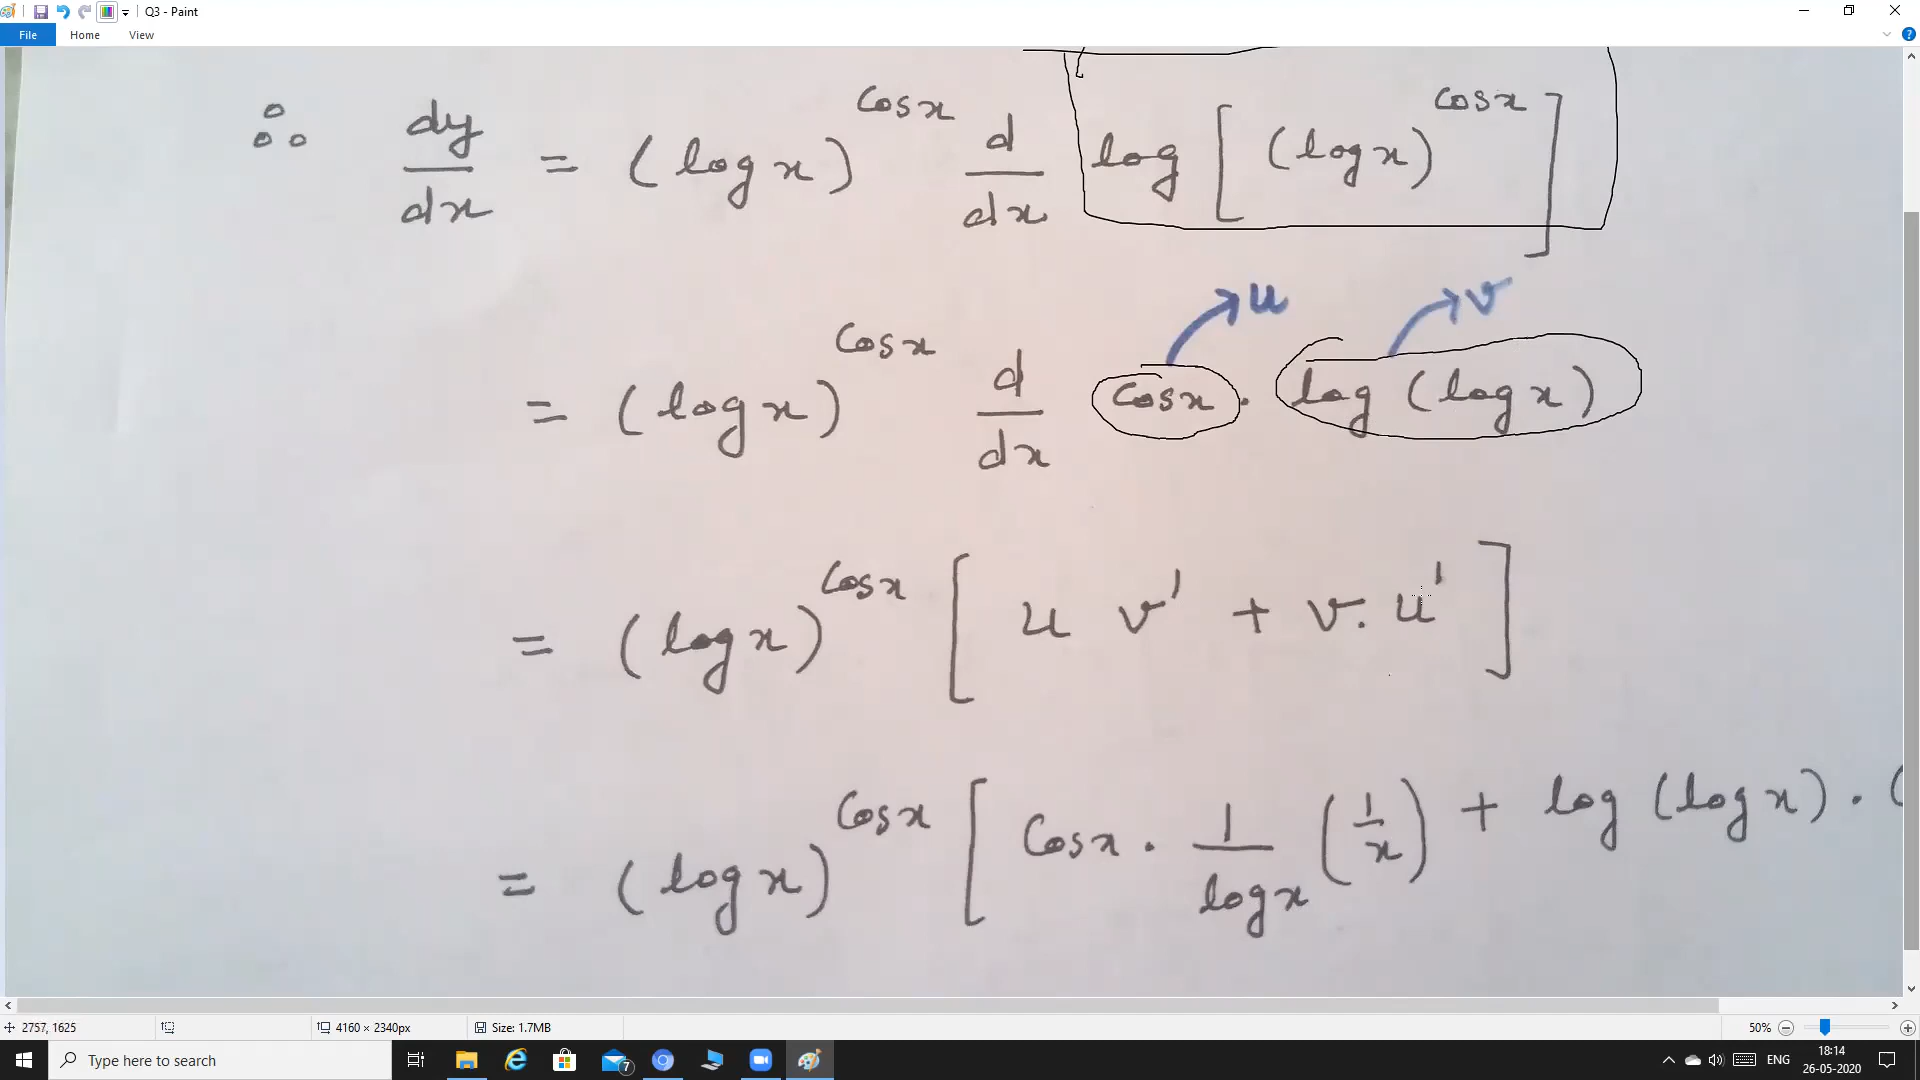 Q3 - Paint
File Home View
∴ dy/dx = (log x)^Cos x d/dx log [ (log x)^Cos x ]
u v
= (log x)^Cos x d/dx Cos x . log (log x)
= (log x)^Cos x [ u v' + v. u' ]
= (log x)^Cos x [ Cos x . 1/log x (1/x) + log (log x) . (
2757, 1625 4160 × 2340px Size: 1.7MB 50%
Type here to search 7 ENG 18:14
26-05-2020